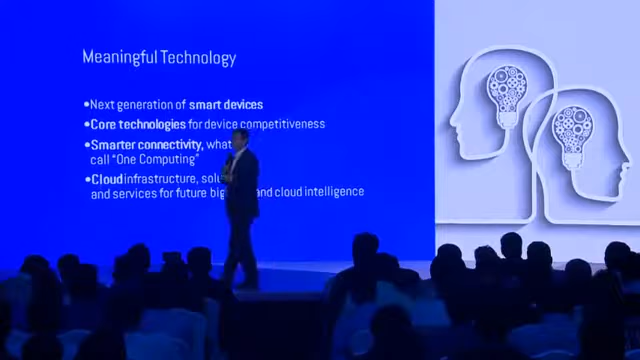 Meaningful Technology
•Next generation of smart devices
•Core technologies for device competitiveness
•Smarter connectivity, what
call "One Computing"
•Cloud infrastructure,
and services for future and cloud intelligence